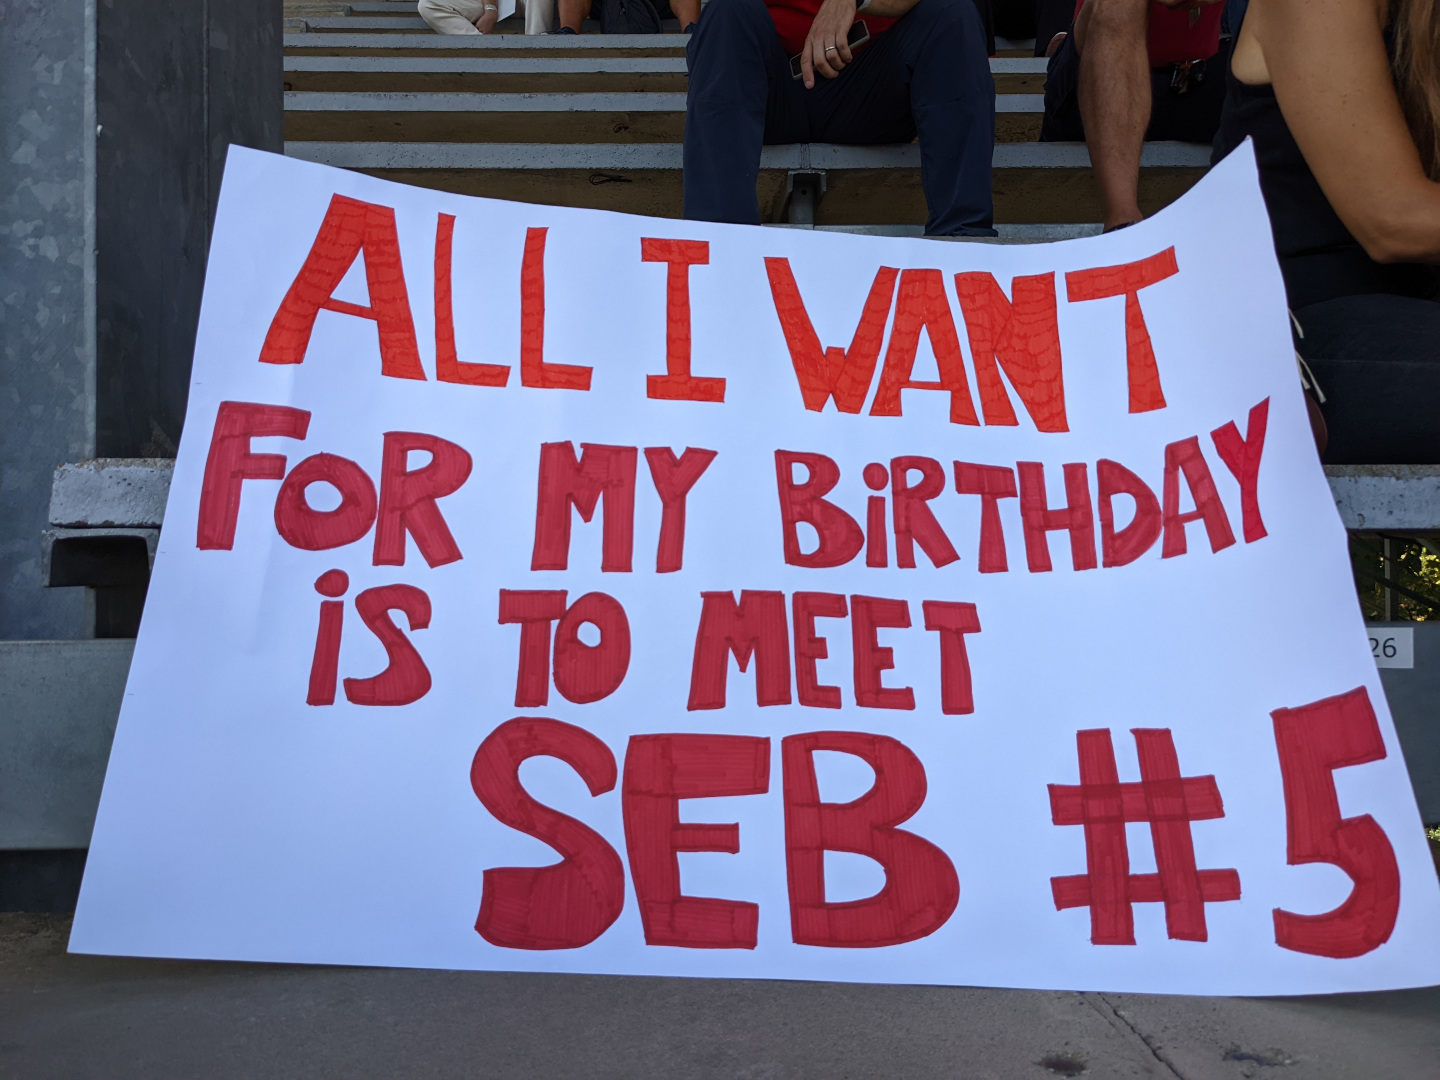 ALL I WANT
FOR MY BiRTHDAY
iS TO MEET
SEB #5
26